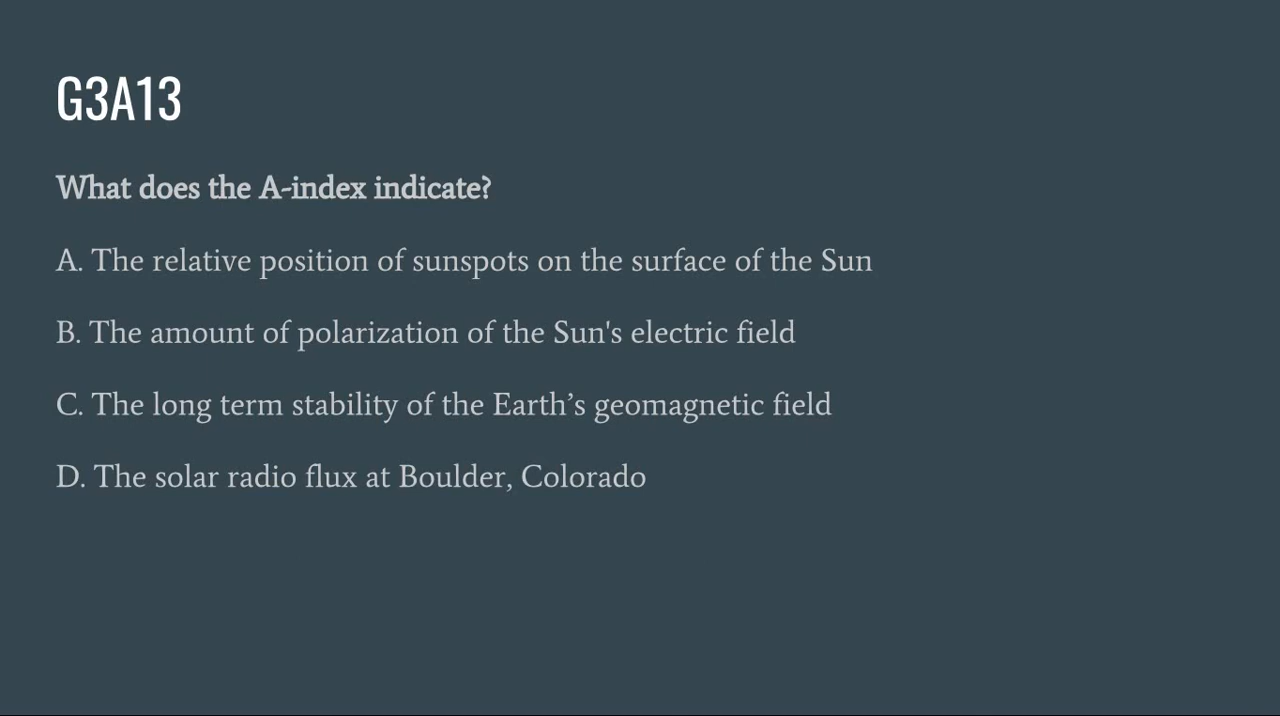 G3A13
What does the A-index indicate?
A. The relative position of sunspots on the surface of the Sun
B. The amount of polarization of the Sun's electric field
C. The long term stability of the Earth’s geomagnetic field
D. The solar radio flux at Boulder, Colorado